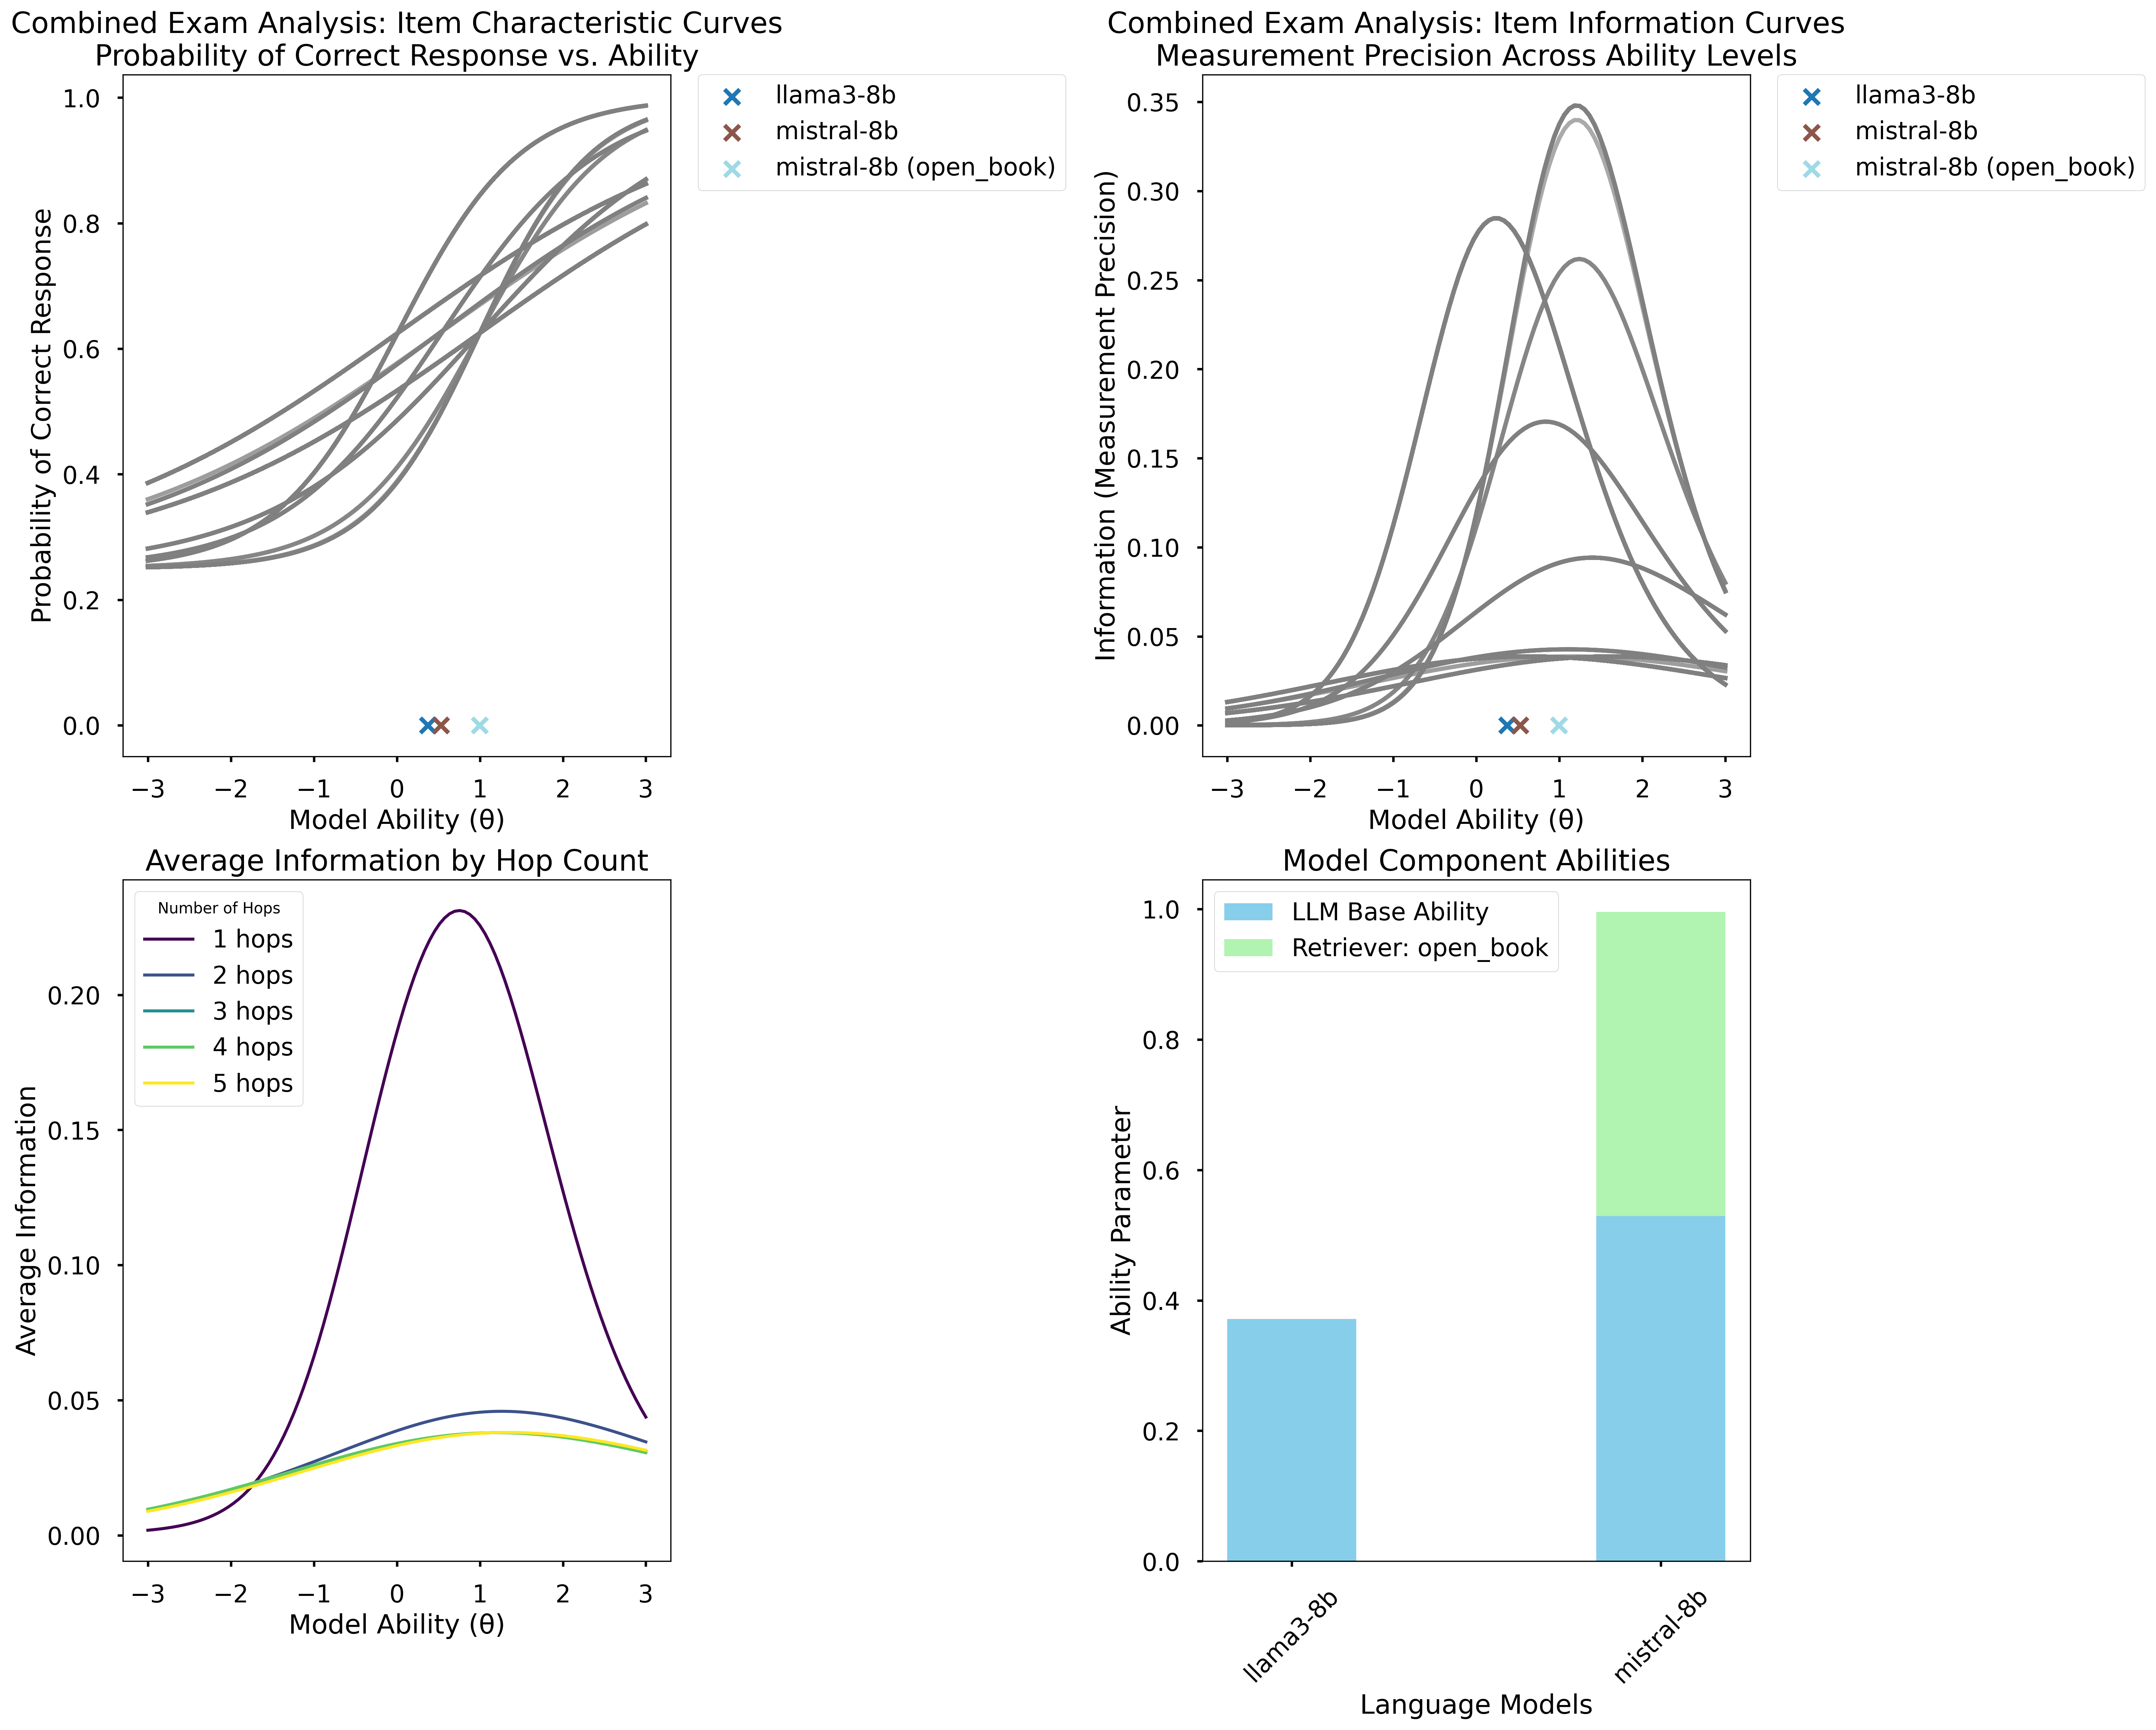 Combined Exam Analysis: Item Characteristic Curves
Probability of Correct Response vs. Ability
Probability of Correct Response
1.0
0.8
0.6
0.4
0.2
0.0
−3
−2
−1
0
1
2
3
Model Ability (θ)
llama3-8b
mistral-8b
mistral-8b (open_book)
Combined Exam Analysis: Item Information Curves
Measurement Precision Across Ability Levels
Information (Measurement Precision)
0.35
0.30
0.25
0.20
0.15
0.10
0.05
0.00
−3
−2
−1
0
1
2
3
Model Ability (θ)
llama3-8b
mistral-8b
mistral-8b (open_book)
Average Information by Hop Count
Number of Hops
1 hops
2 hops
3 hops
4 hops
5 hops
Average Information
0.20
0.15
0.10
0.05
0.00
−3
−2
−1
0
1
2
3
Model Ability (θ)
Model Component Abilities
LLM Base Ability
Retriever: open_book
Ability Parameter
1.0
0.8
0.6
0.4
0.2
0.0
llama3-8b
mistral-8b
Language Models